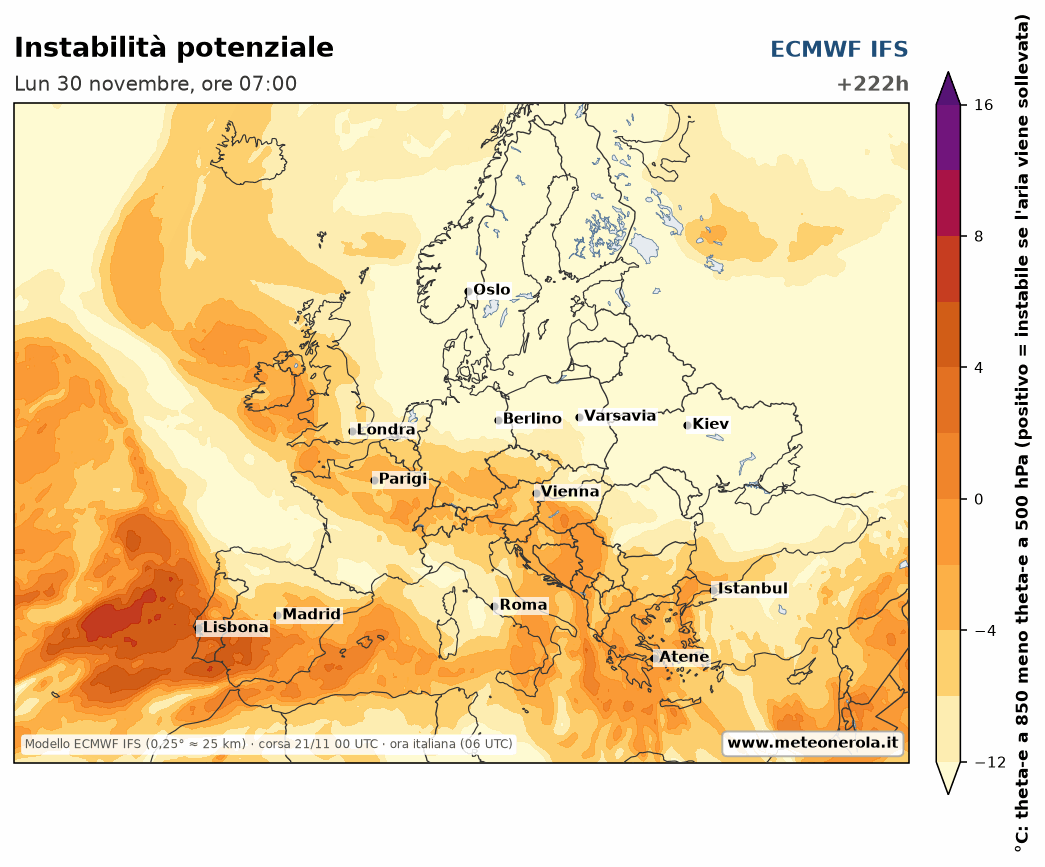 Instabilità potenziale
ECMWF IFS
Lun 30 novembre, ore 07:00
+222h
Oslo
Berlino
Varsavia
Kiev
Londra
Parigi
Vienna
Istanbul
Roma
Madrid
Lisbona
Atene
Modello ECMWF IFS (0,25° ≈ 25 km) · corsa 21/11 00 UTC · ora italiana (06 UTC)
www.meteonerola.it
16
8
4
0
−4
−12
°C: theta-e a 850 meno theta-e a 500 hPa (positivo = instabile se l'aria viene sollevata)